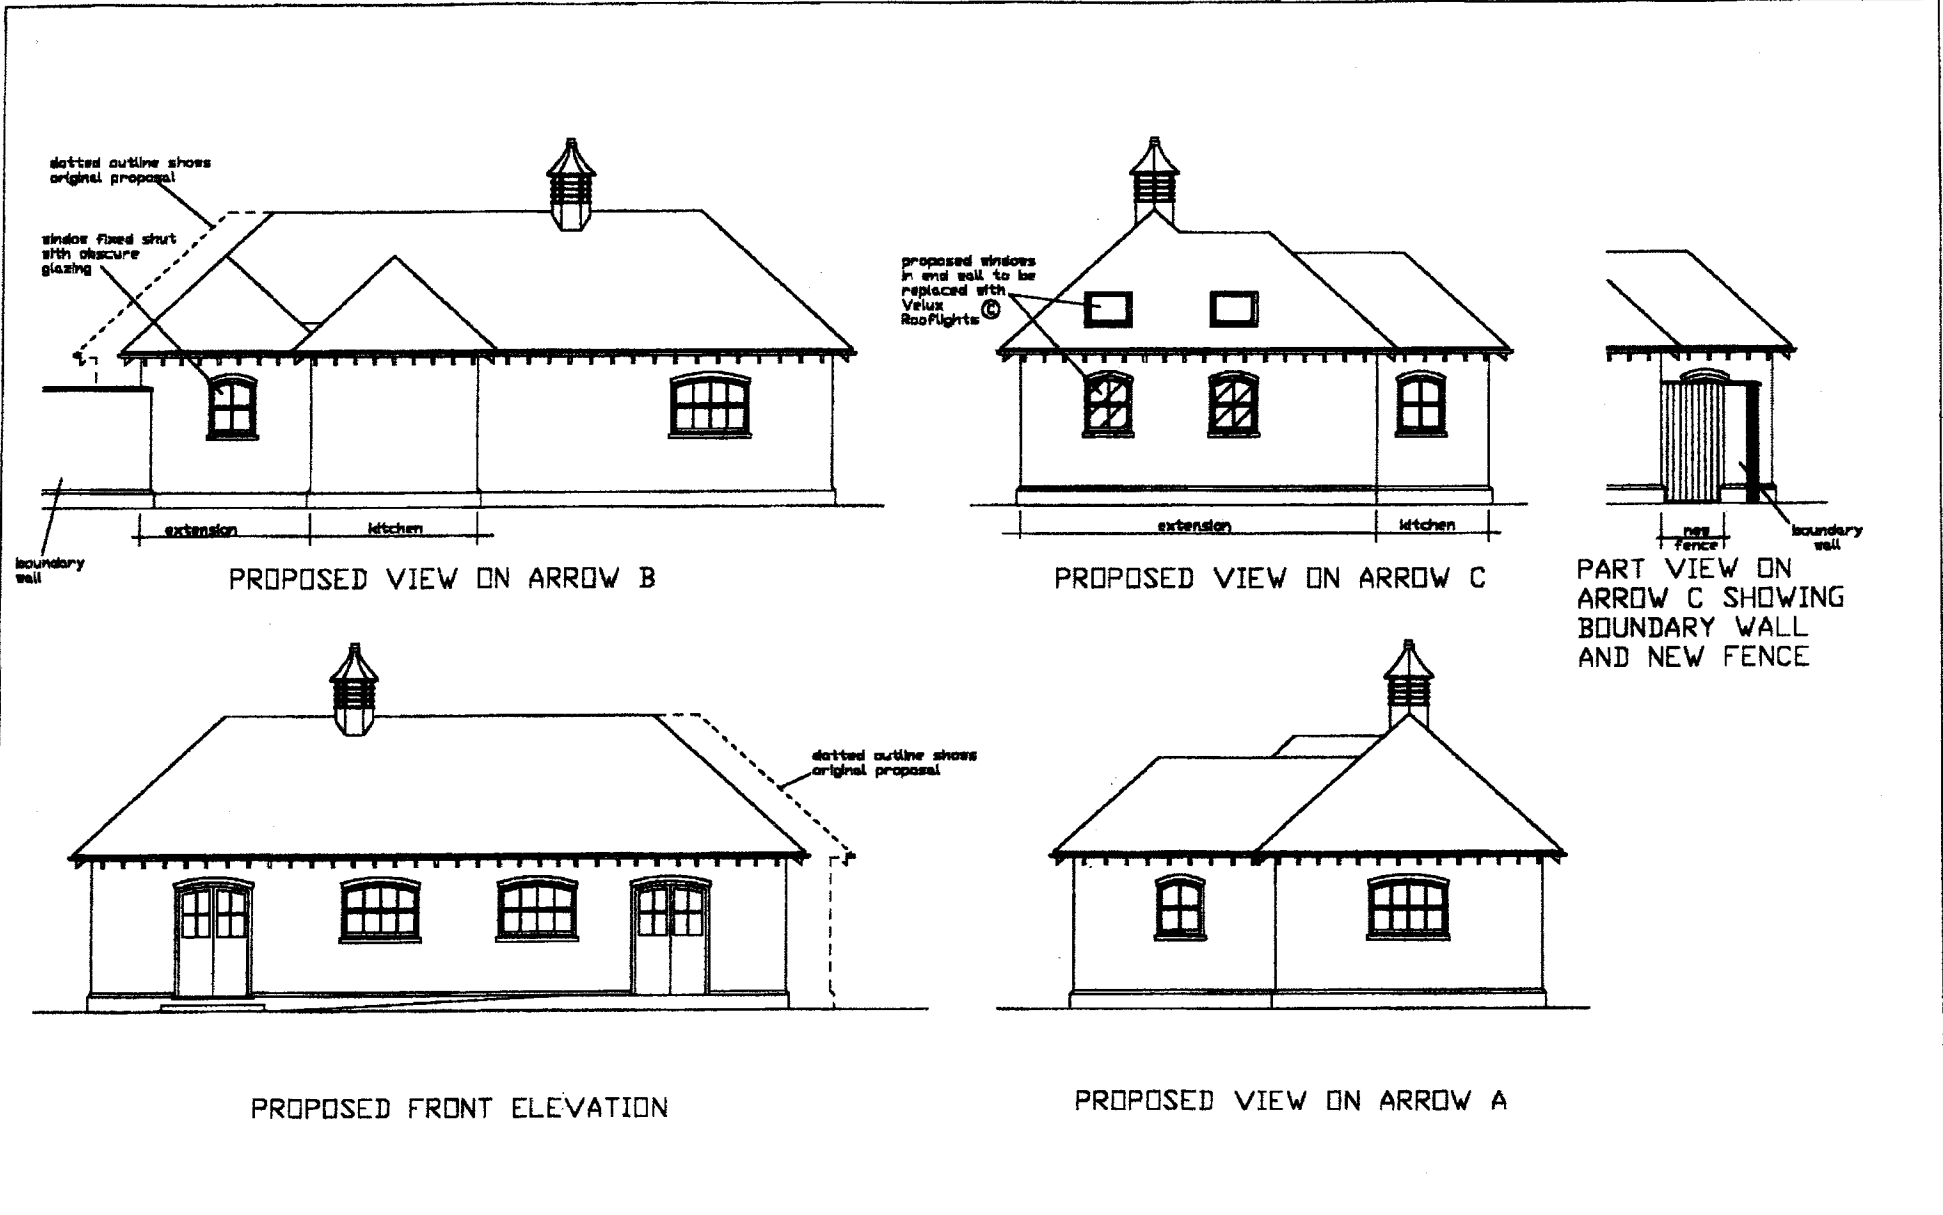 dotted outline shows
original proposal
window fixed shut
with obscure
glazing
extension
kitchen
boundary
wall
PROPOSED VIEW ON ARROW B
proposed windows
in end wall to be
replaced with
Velux
Rooflights ©
extension
kitchen
PROPOSED VIEW ON ARROW C
new
fence
boundary
wall
PART VIEW ON
ARROW C SHOWING
BOUNDARY WALL
AND NEW FENCE
dotted outline shows
original proposal
PROPOSED FRONT ELEVATION
PROPOSED VIEW ON ARROW A